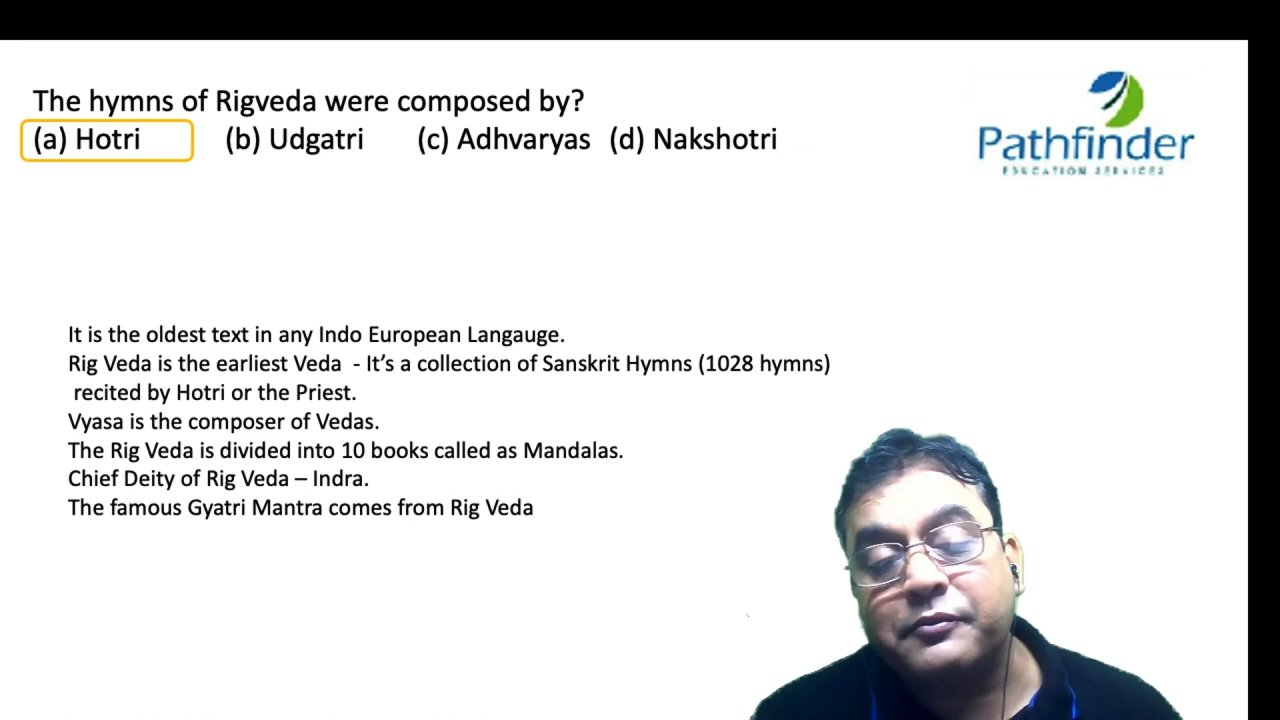 The hymns of Rigveda were composed by?
(a) Hotri (b) Udgatri (c) Adhvaryas (d) Nakshotri
Pathfinder
EDUCATION SERVICES
It is the oldest text in any Indo European Langauge.
Rig Veda is the earliest Veda - It’s a collection of Sanskrit Hymns (1028 hymns)
recited by Hotri or the Priest.
Vyasa is the composer of Vedas.
The Rig Veda is divided into 10 books called as Mandalas.
Chief Deity of Rig Veda – Indra.
The famous Gyatri Mantra comes from Rig Veda